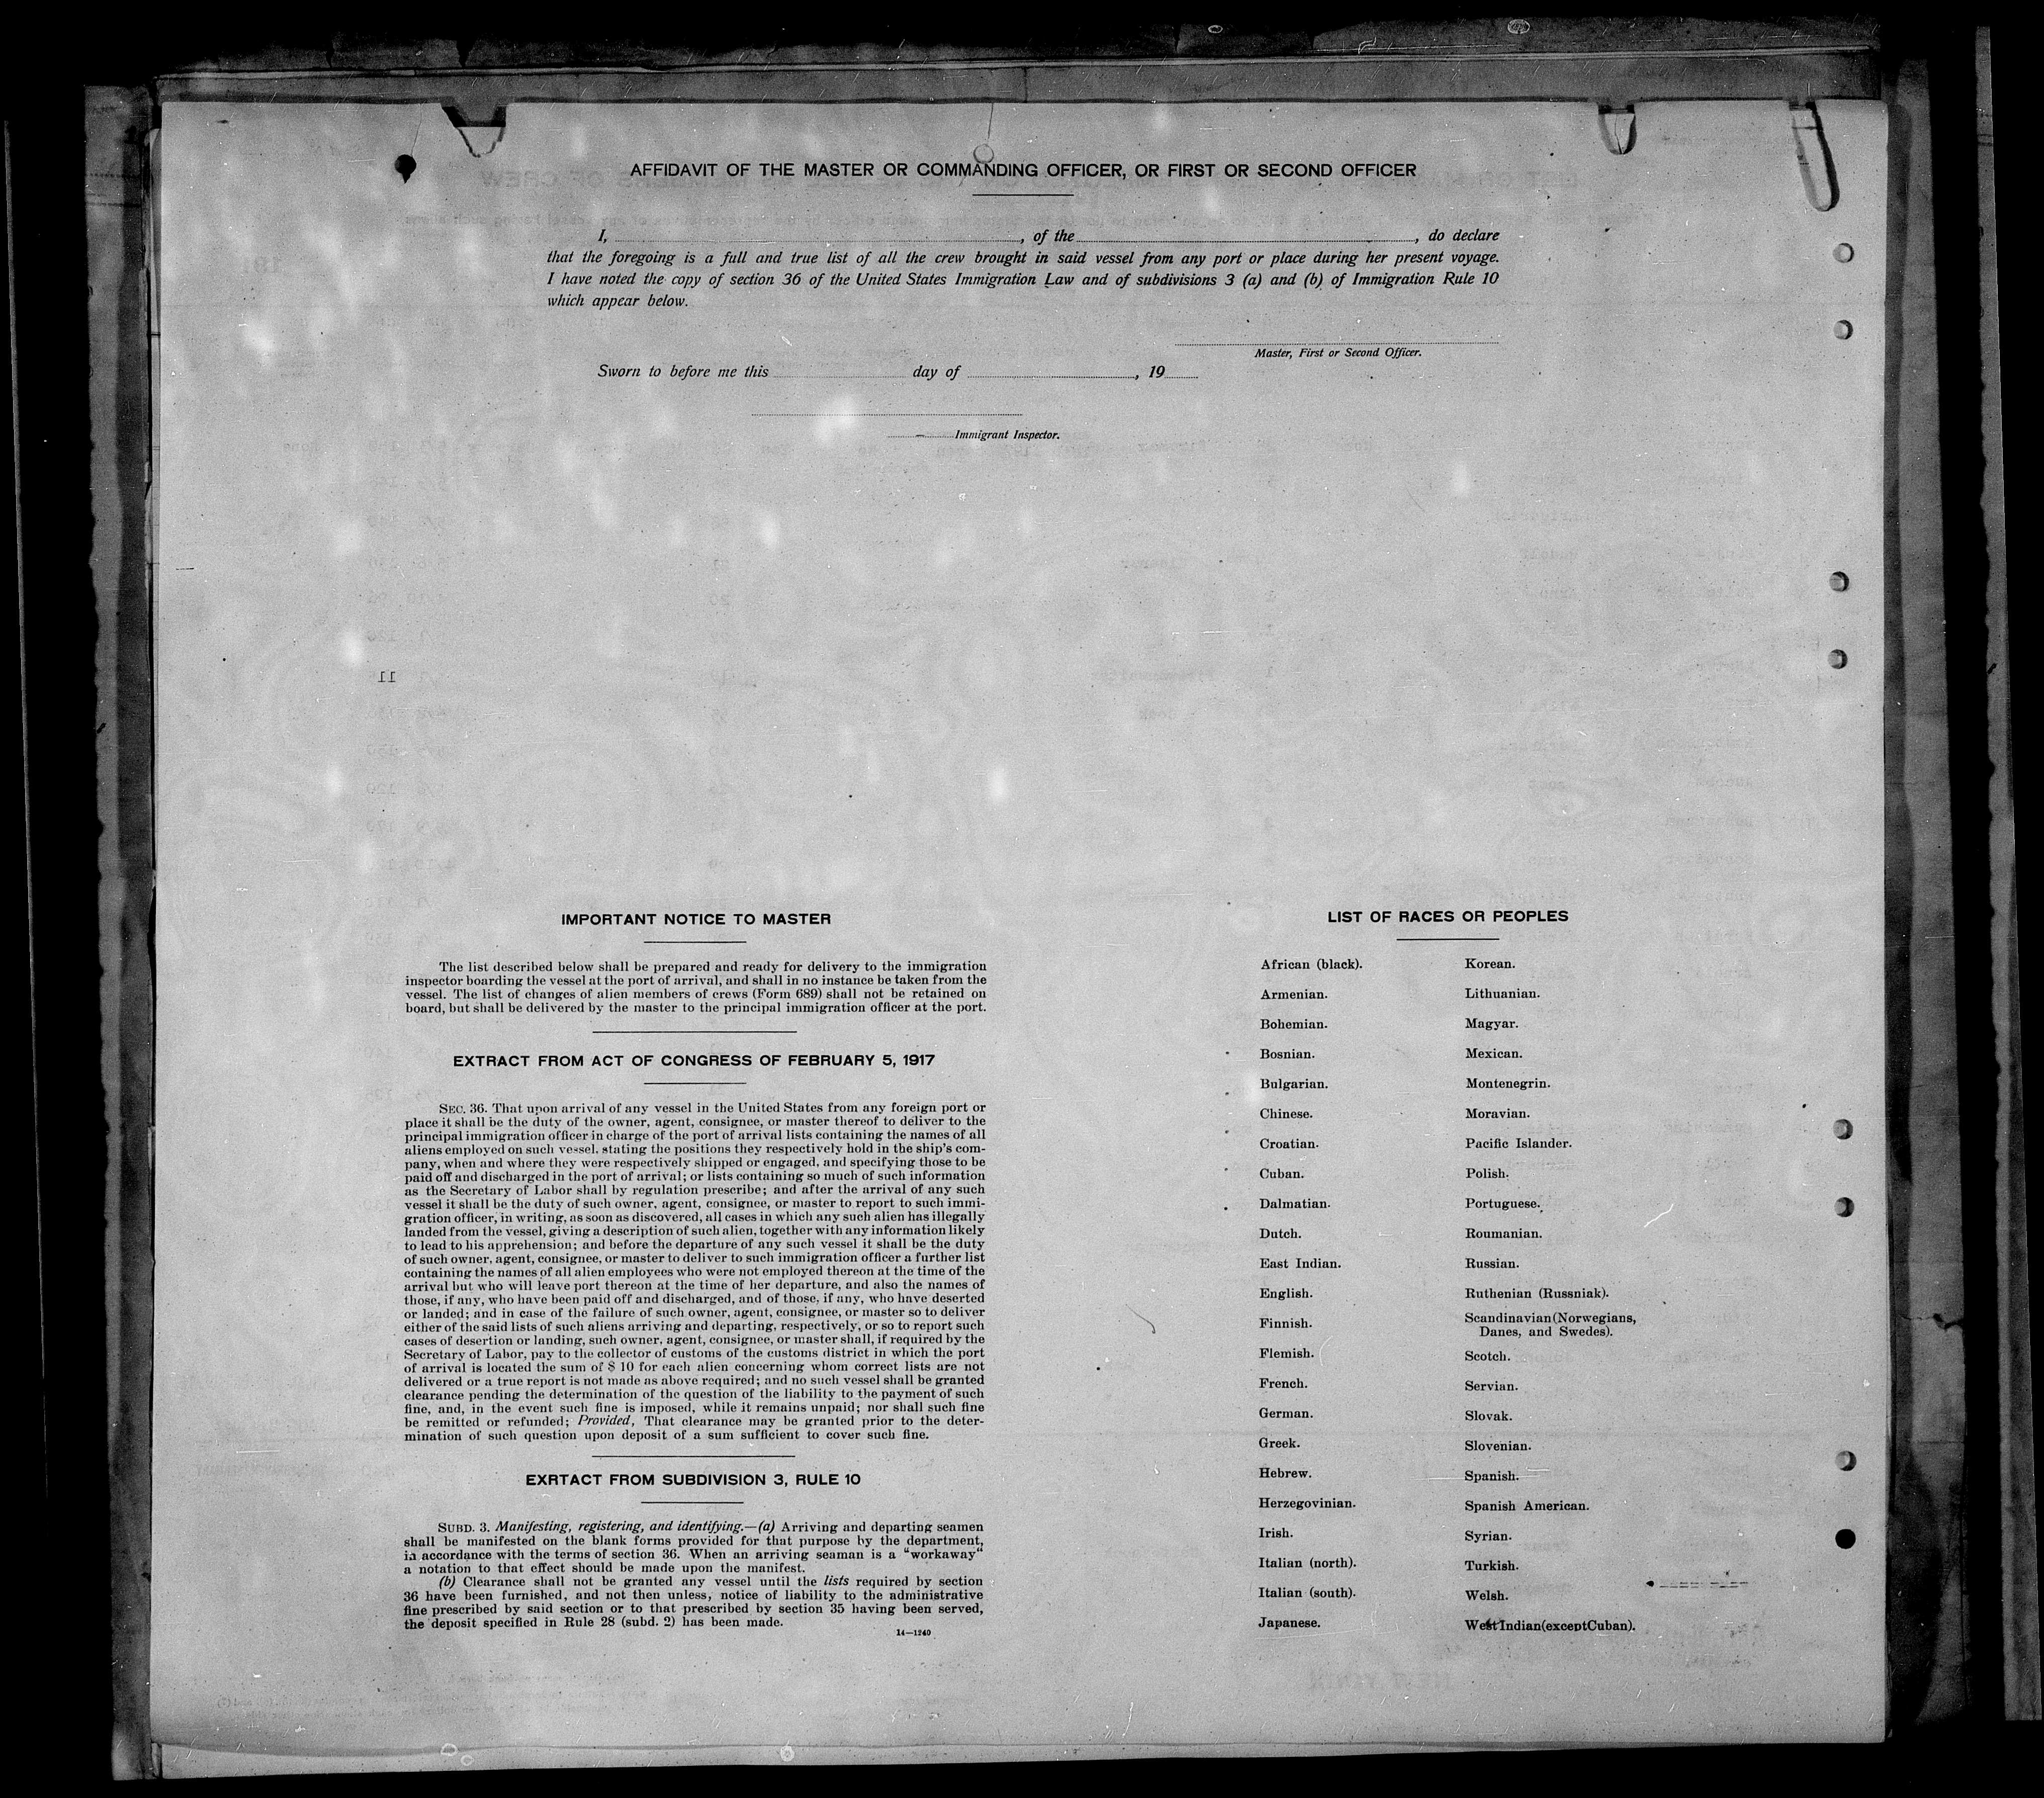 AFFIDAVIT OF THE MASTER OR COMMANDING OFFICER, OR FIRST OR SECOND OFFICER
I, , of the , do declare
that the foregoing is a full and true list of all the crew brought in said vessel from any port or place during her present voyage.
I have noted the copy of section 36 of the United States Immigration Law and of subdivisions 3 (a) and (b) of Immigration Rule 10
which appear below.
Master, First or Second Officer.
Sworn to before me this day of , 19
Immigrant Inspector.
IMPORTANT NOTICE TO MASTER
The list described below shall be prepared and ready for delivery to the immigration
inspector boarding the vessel at the port of arrival, and shall in no instance be taken from the
vessel. The list of changes of alien members of crews (Form 689) shall not be retained on
board, but shall be delivered by the master to the principal immigration officer at the port.
EXTRACT FROM ACT OF CONGRESS OF FEBRUARY 5, 1917
SEC. 36. That upon arrival of any vessel in the United States from any foreign port or
place it shall be the duty of the owner, agent, consignee, or master thereof to deliver to the
principal immigration officer in charge of the port of arrival lists containing the names of all
aliens employed on such vessel, stating the positions they respectively hold in the ship's com-
pany, when and where they were respectively shipped or engaged, and specifying those to be
paid off and discharged in the port of arrival; or lists containing so much of such information
as the Secretary of Labor shall by regulation prescribe; and after the arrival of any such
vessel it shall be the duty of such owner, agent, consignee, or master to report to such immi-
gration officer, in writing, as soon as discovered, all cases in which any such alien has illegally
landed from the vessel, giving a description of such alien, together with any information likely
to lead to his apprehension; and before the departure of any such vessel it shall be the duty
of such owner, agent, consignee, or master to deliver to such immigration officer a further list
containing the names of all alien employees who were not employed thereon at the time of the
arrival but who will leave port thereon at the time of her departure, and also the names of
those, if any, who have been paid off and discharged, and of those, if any, who have deserted
or landed; and in case of the failure of such owner, agent, consignee, or master so to deliver
either of the said lists of such aliens arriving and departing, respectively, or so to report such
cases of desertion or landing, such owner, agent, consignee, or master shall, if required by the
Secretary of Labor, pay to the collector of customs of the customs district in which the port
of arrival is located the sum of $ 10 for each alien concerning whom correct lists are not
delivered or a true report is not made as above required; and no such vessel shall be granted
clearance pending the determination of the question of the liability to the payment of such
fine, and, in the event such fine is imposed, while it remains unpaid; nor shall such fine
be remitted or refunded; Provided, That clearance may be granted prior to the deter-
mination of such question upon deposit of a sum sufficient to cover such fine.
EXRTACT FROM SUBDIVISION 3, RULE 10
SUBD. 3. Manifesting, registering, and identifying.—(a) Arriving and departing seamen
shall be manifested on the blank forms provided for that purpose by the department,
in accordance with the terms of section 36. When an arriving seaman is a "workaway"
a notation to that effect should be made upon the manifest.
(b) Clearance shall not be granted any vessel until the lists required by section
36 have been furnished, and not then unless, notice of liability to the administrative
fine prescribed by said section or to that prescribed by section 35 having been served,
the deposit specified in Rule 28 (subd. 2) has been made.
14—1240
LIST OF RACES OR PEOPLES
African (black).
Armenian.
Bohemian.
Bosnian.
Bulgarian.
Chinese.
Croatian.
Cuban.
Dalmatian.
Dutch.
East Indian.
English.
Finnish.
Flemish.
French.
German.
Greek.
Hebrew.
Herzegovinian.
Irish.
Italian (north).
Italian (south).
Japanese.
Korean.
Lithuanian.
Magyar.
Mexican.
Montenegrin.
Moravian.
Pacific Islander.
Polish.
Portuguese.
Roumanian.
Russian.
Ruthenian (Russniak).
Scandinavian (Norwegians,
Danes, and Swedes).
Scotch.
Servian.
Slovak.
Slovenian.
Spanish.
Spanish American.
Syrian.
Turkish.
Welsh.
West Indian (except Cuban).